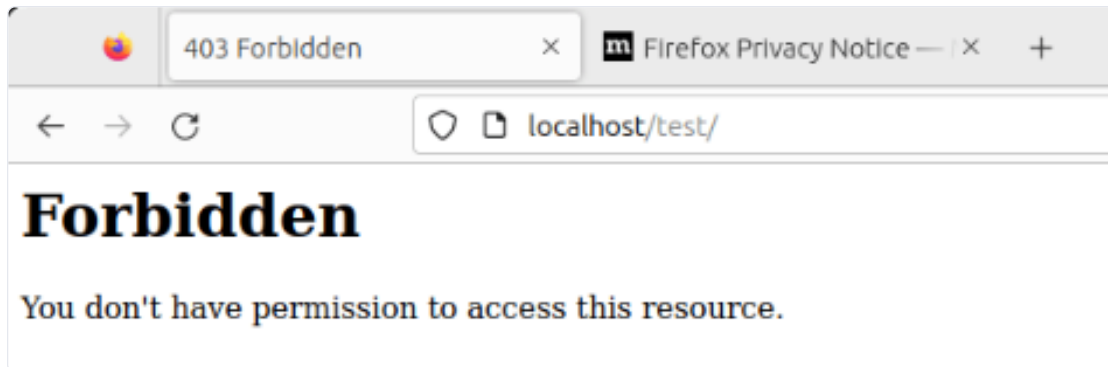 403 Forbidden
m Firefox Privacy Notice —
localhost/test/
Forbidden
You don't have permission to access this resource.